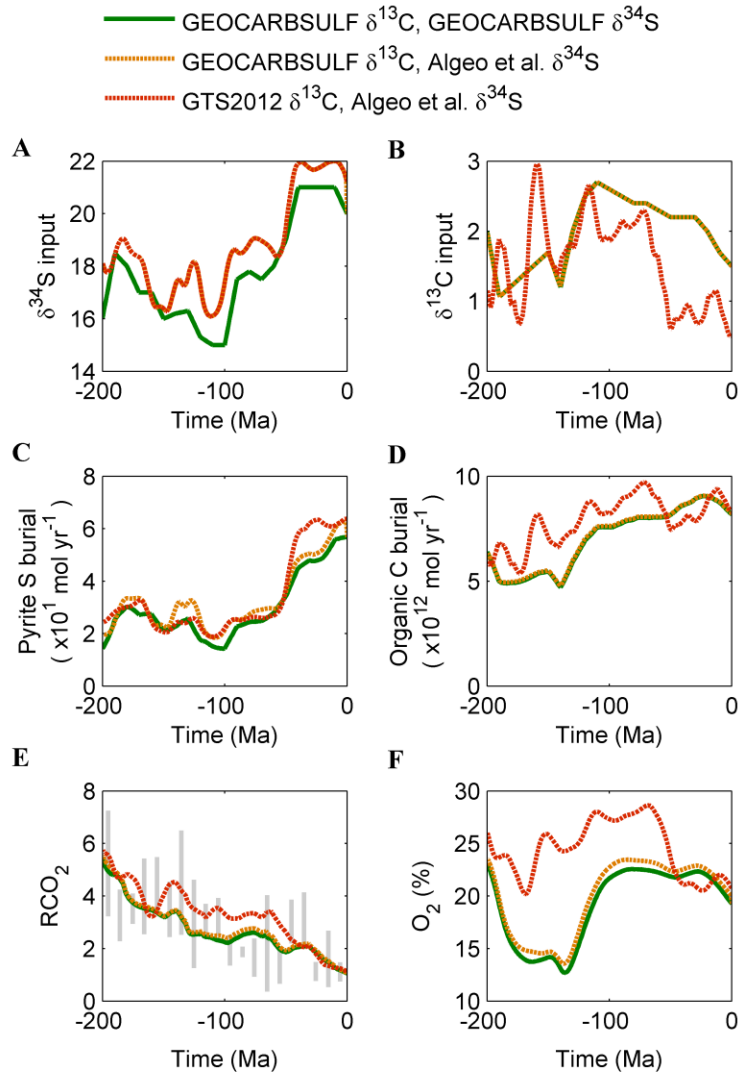 GEOCARBSULF δ¹³C, GEOCARBSULF δ³⁴S
GEOCARBSULF δ¹³C, Algeo et al. δ³⁴S
GTS2012 δ¹³C, Algeo et al. δ³⁴S
A
22
20
18
16
14
δ³⁴S input
-200
-100
0
Time (Ma)
B
3
2
1
0
δ¹³C input
-200
-100
0
Time (Ma)
C
8
6
4
2
0
Pyrite S burial
( x10¹ mol yr⁻¹ )
-200
-100
0
Time (Ma)
D
10
5
0
Organic C burial
( x10¹² mol yr⁻¹ )
-200
-100
0
Time (Ma)
E
8
6
4
2
0
RCO₂
-200
-100
0
Time (Ma)
F
30
25
20
15
10
O₂ (%)
-200
-100
0
Time (Ma)